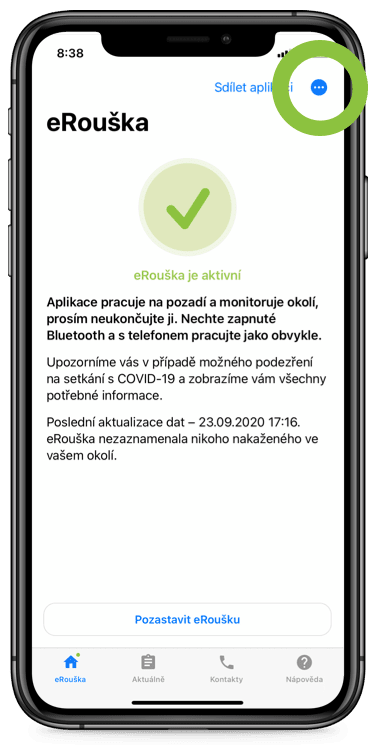 8:38
Sdílet aplikaci
eRouška
eRouška je aktivní
Aplikace pracuje na pozadí a monitoruje okolí,
prosím neukončujte ji. Nechte zapnuté
Bluetooth a s telefonem pracujte jako obvykle.
Upozorníme vás v případě možného podezření
na setkání s COVID-19 a zobrazíme vám všechny
potřebné informace.
Poslední aktualizace dat – 23.09.2020 17:16.
eRouška nezaznamenala nikoho nakaženého ve
vašem okolí.
Pozastavit eRoušku
eRouška
Aktuálně
Kontakty
Nápověda